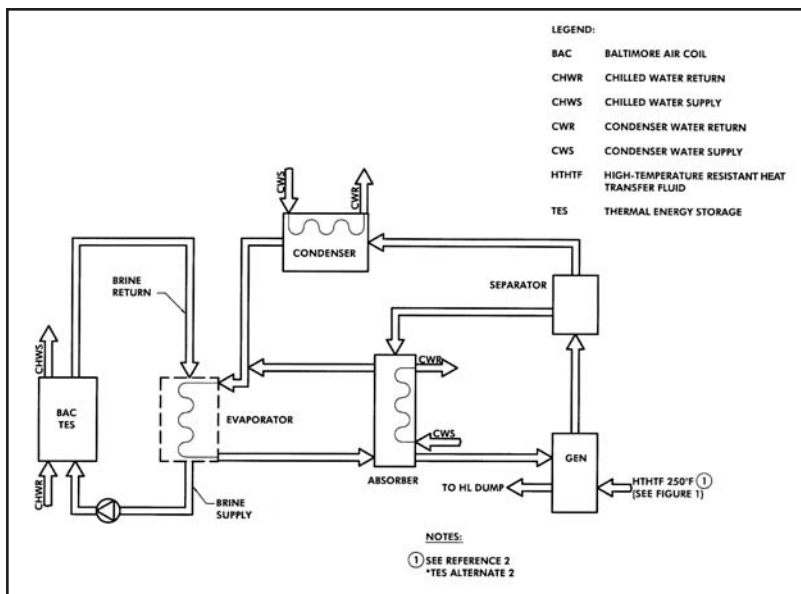 LEGEND:
BAC BALTIMORE AIR COIL
CHWR CHILLED WATER RETURN
CHWS CHILLED WATER SUPPLY
CWR CONDENSER WATER RETURN
CWS CONDENSER WATER SUPPLY
HTHTF HIGH-TEMPERATURE RESISTANT HEAT
TRANSFER FLUID
TES THERMAL ENERGY STORAGE
CWS
CWR
CONDENSER
SEPARATOR
BRINE
RETURN
CHWS
BAC
TES
CHWR
EVAPORATOR
BRINE
SUPPLY
CWR
CWS
ABSORBER
GEN
TO HL DUMP
HTHTF 250°F 1
(SEE FIGURE 1)
NOTES:
1 SEE REFERENCE 2
*TES ALTERNATE 2